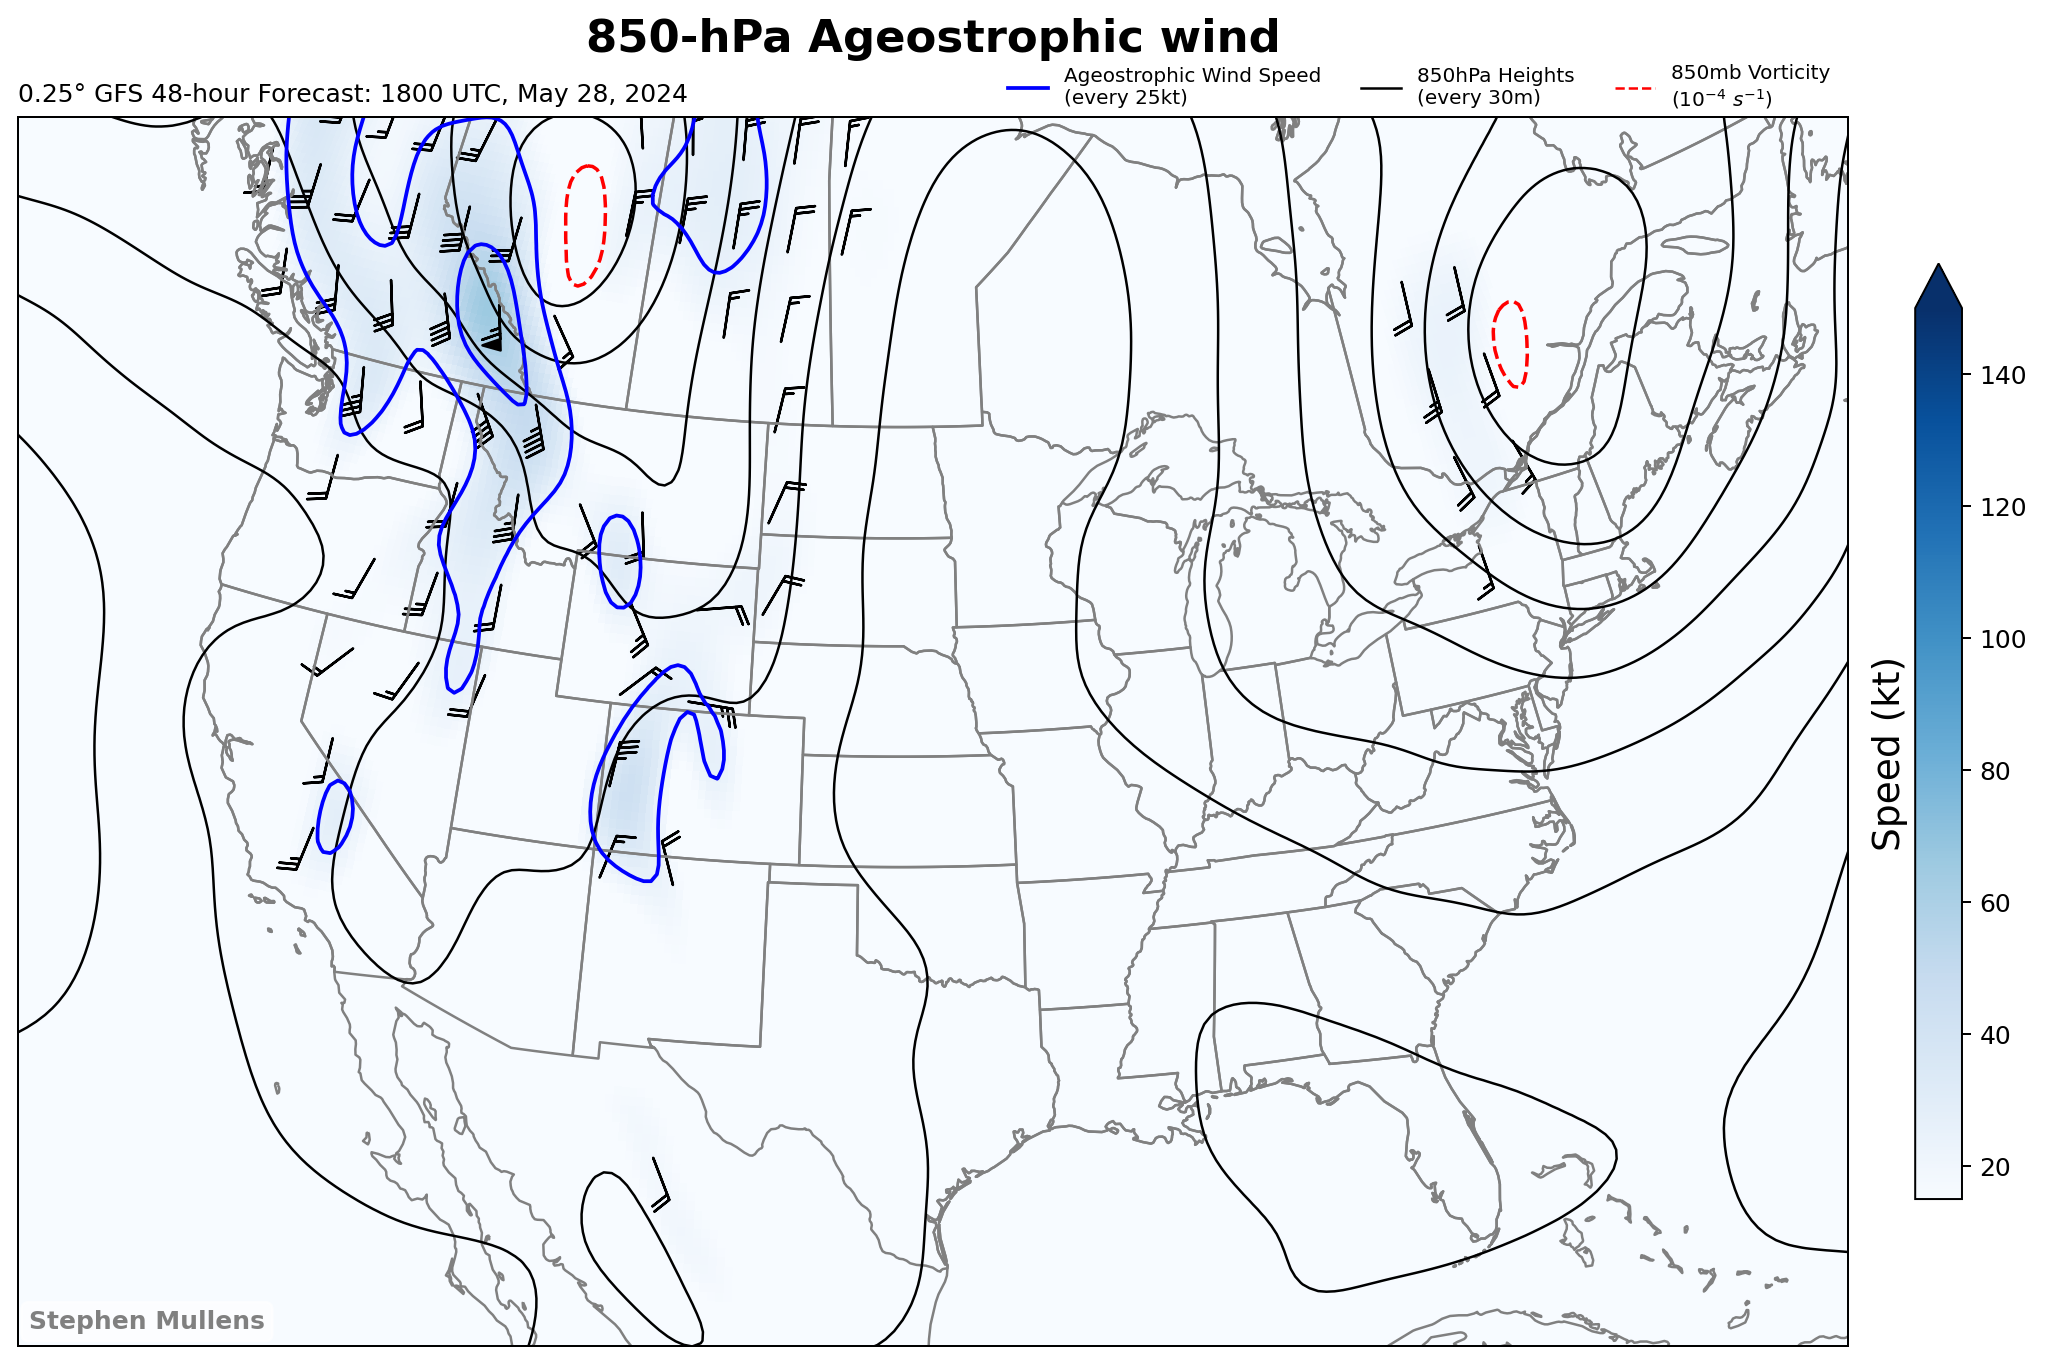 850-hPa Ageostrophic wind
0.25° GFS 48-hour Forecast: 1800 UTC, May 28, 2024
Ageostrophic Wind Speed
(every 25kt)
850hPa Heights
(every 30m)
850mb Vorticity
(10⁻⁴ s⁻¹)
140
120
100
80
60
40
20
Speed (kt)
Stephen Mullens